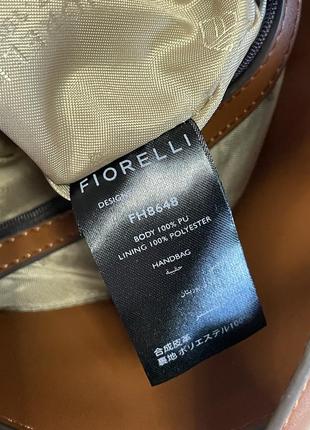 FIORELLI
FH8648
BODY 100% PU
LINING 100% POLYESTER
HANDBAG
حقيبة
合成皮革
裏地 ポリエステル